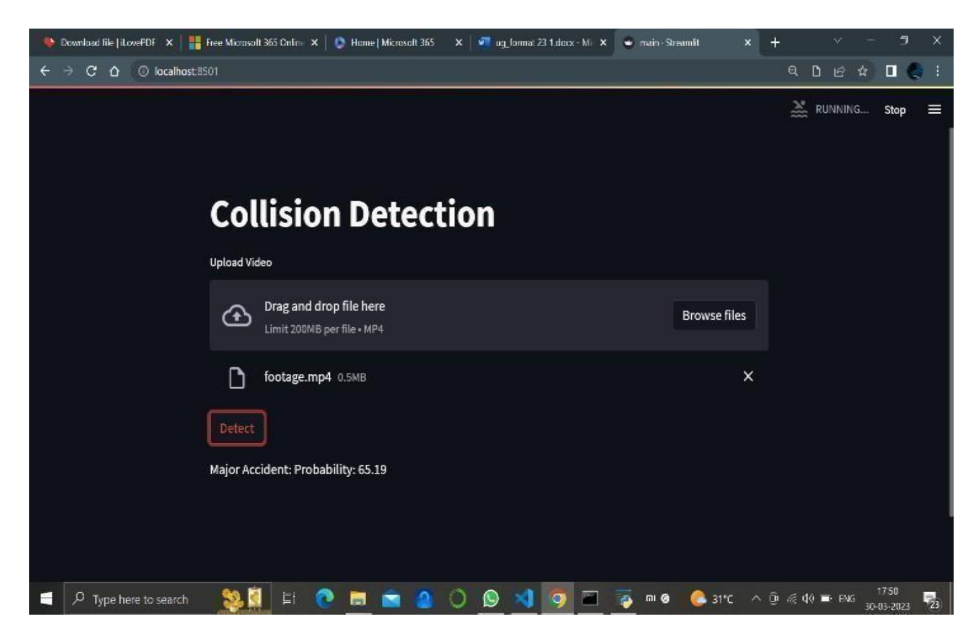 Download file | iLovePDF
Free Microsoft 365 Online
Home | Microsoft 365
ug_format 23 1.docx - Mi
main · Streamlit
localhost:8501
RUNNING...
Stop
Collision Detection
Upload Video
Drag and drop file here
Limit 200MB per file • MP4
Browse files
footage.mp4 0.5MB
Detect
Major Accident: Probability: 65.19
Type here to search
31°C
ENG
17:50
30-03-2023
23